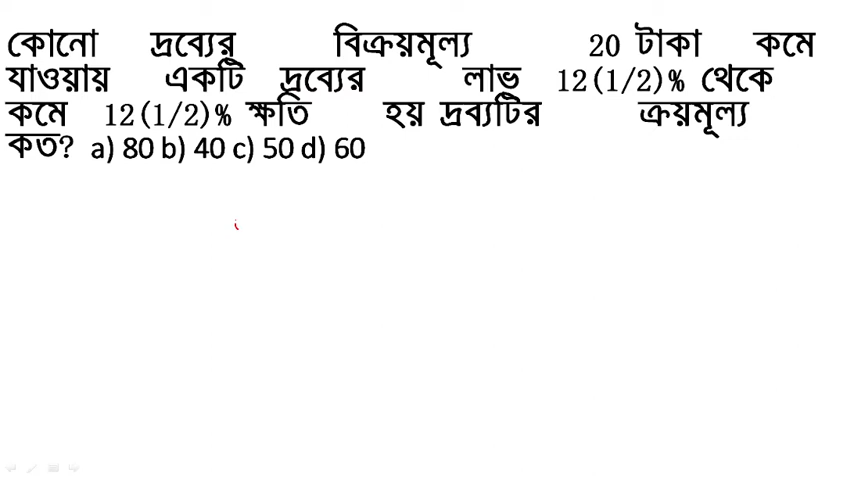 কোনো দ্রব্যের বিক্রয়মূল্য 20 টাকা কমে
যাওয়ায় একটি দ্রব্যের লাভ 12(1/2)% থেকে
কমে 12(1/2)% ক্ষতি হয় দ্রব্যটির ক্রয়মূল্য
কত? a) 80 b) 40 c) 50 d) 60